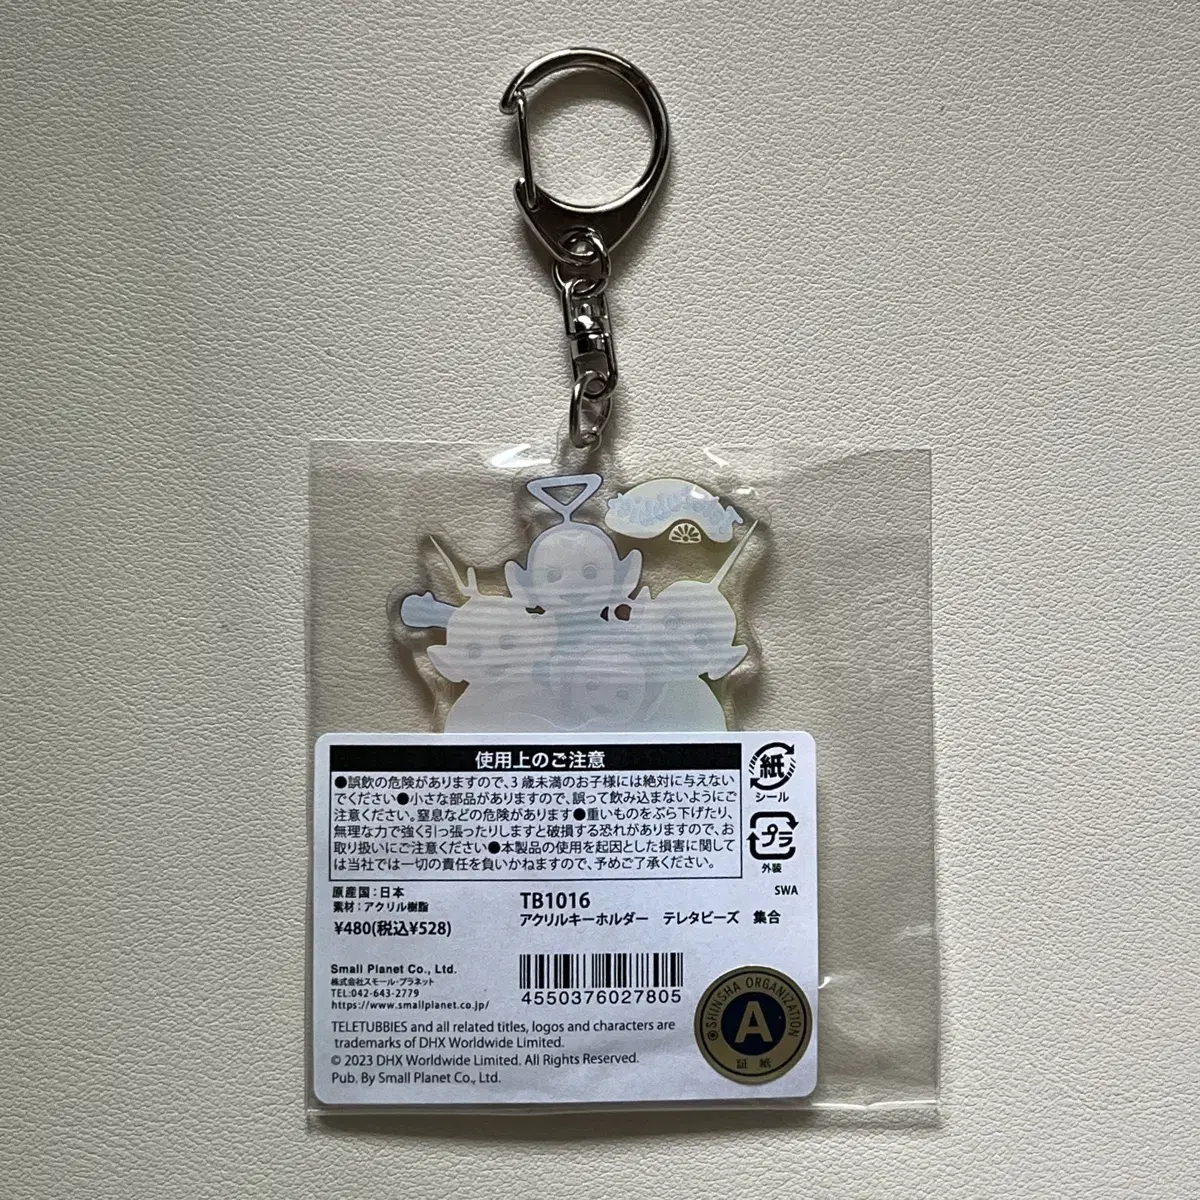 使用上のご注意
●誤飲の危険がありますので、3歳未満のお子様には絶対に与えない
でください●小さな部品がありますので、誤って飲み込まないようにご
注意ください。窒息などの危険があります●重いものをぶら下げたり、
無理な力で強く引っ張ったりしますと破損する恐れがありますので、お
取り扱いにご注意ください●本製品の使用を起因とした損害に関して
は当社では一切の責任を負いかねますので、予めご了承ください。
紙
シール
プラ
外装
原産国：日本
素材：アクリル樹脂
¥480(税込¥528)
TB1016
SWA
アクリルキーホルダー　テレタビーズ　集合
Small Planet Co., Ltd.
株式会社スモール・プラネット
TEL:042-643-2779
https://www.smallplanet.co.jp/
4550376027805
TELETUBBIES and all related titles, logos and characters are
trademarks of DHX Worldwide Limited.
© 2023 DHX Worldwide Limited. All Rights Reserved.
Pub. By Small Planet Co., Ltd.
SHINSHA ORGANIZATION
A
証紙